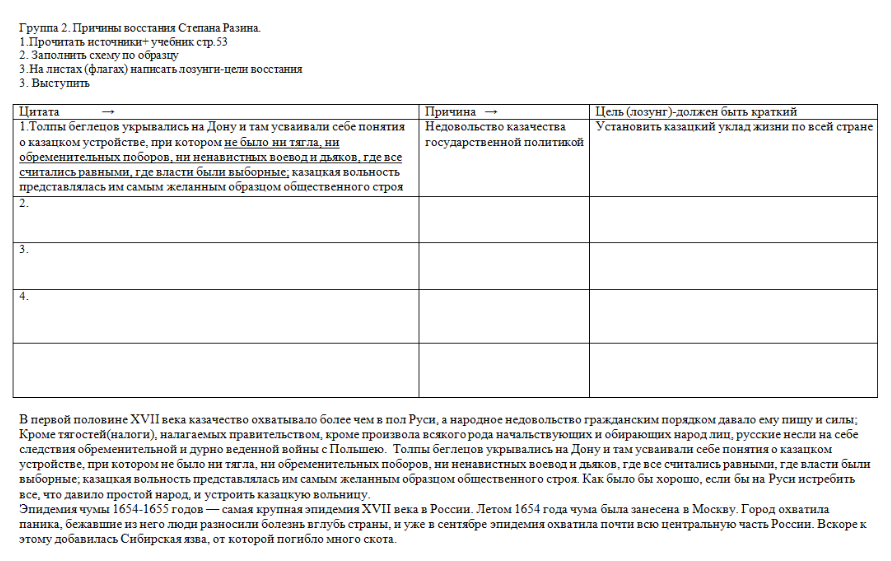 Группа 2. Причины восстания Степана Разина.
1.Прочитать источники+ учебник стр.53
2. Заполнить схему по образцу
3.На листах (флагах) написать лозунги-цели восстания
3. Выступить
Цитата →
Причина →
Цель (лозунг)-должен быть краткий
1.Толпы беглецов укрывались на Дону и там усваивали себе понятия
о казацком устройстве, при котором не было ни тягла, ни
обременительных поборов, ни ненавистных воевод и дьяков, где все
считались равными, где власти были выборные; казацкая вольность
представлялась им самым желанным образцом общественного строя
Недовольство казачества
государственной политикой
Установить казацкий уклад жизни по всей стране
2.
3.
4.
В первой половине XVII века казачество охватывало более чем в пол Руси, а народное недовольство гражданским порядком давало ему пищу и силы;
Кроме тягостей(налоги), налагаемых правительством, кроме произвола всякого рода начальствующих и обирающих народ лиц, русские несли на себе
следствия обременительной и дурно веденной войны с Польшею. Толпы беглецов укрывались на Дону и там усваивали себе понятия о казацком
устройстве, при котором не было ни тягла, ни обременительных поборов, ни ненавистных воевод и дьяков, где все считались равными, где власти были
выборные; казацкая вольность представлялась им самым желанным образцом общественного строя. Как было бы хорошо, если бы на Руси истребить
все, что давило простой народ, и устроить казацкую вольницу.
Эпидемия чумы 1654-1655 годов — самая крупная эпидемия XVII века в России. Летом 1654 года чума была занесена в Москву. Город охватила
паника, бежавшие из него люди разносили болезнь вглубь страны, и уже в сентябре эпидемия охватила почти всю центральную часть России. Вскоре к
этому добавилась Сибирская язва, от которой погибло много скота.